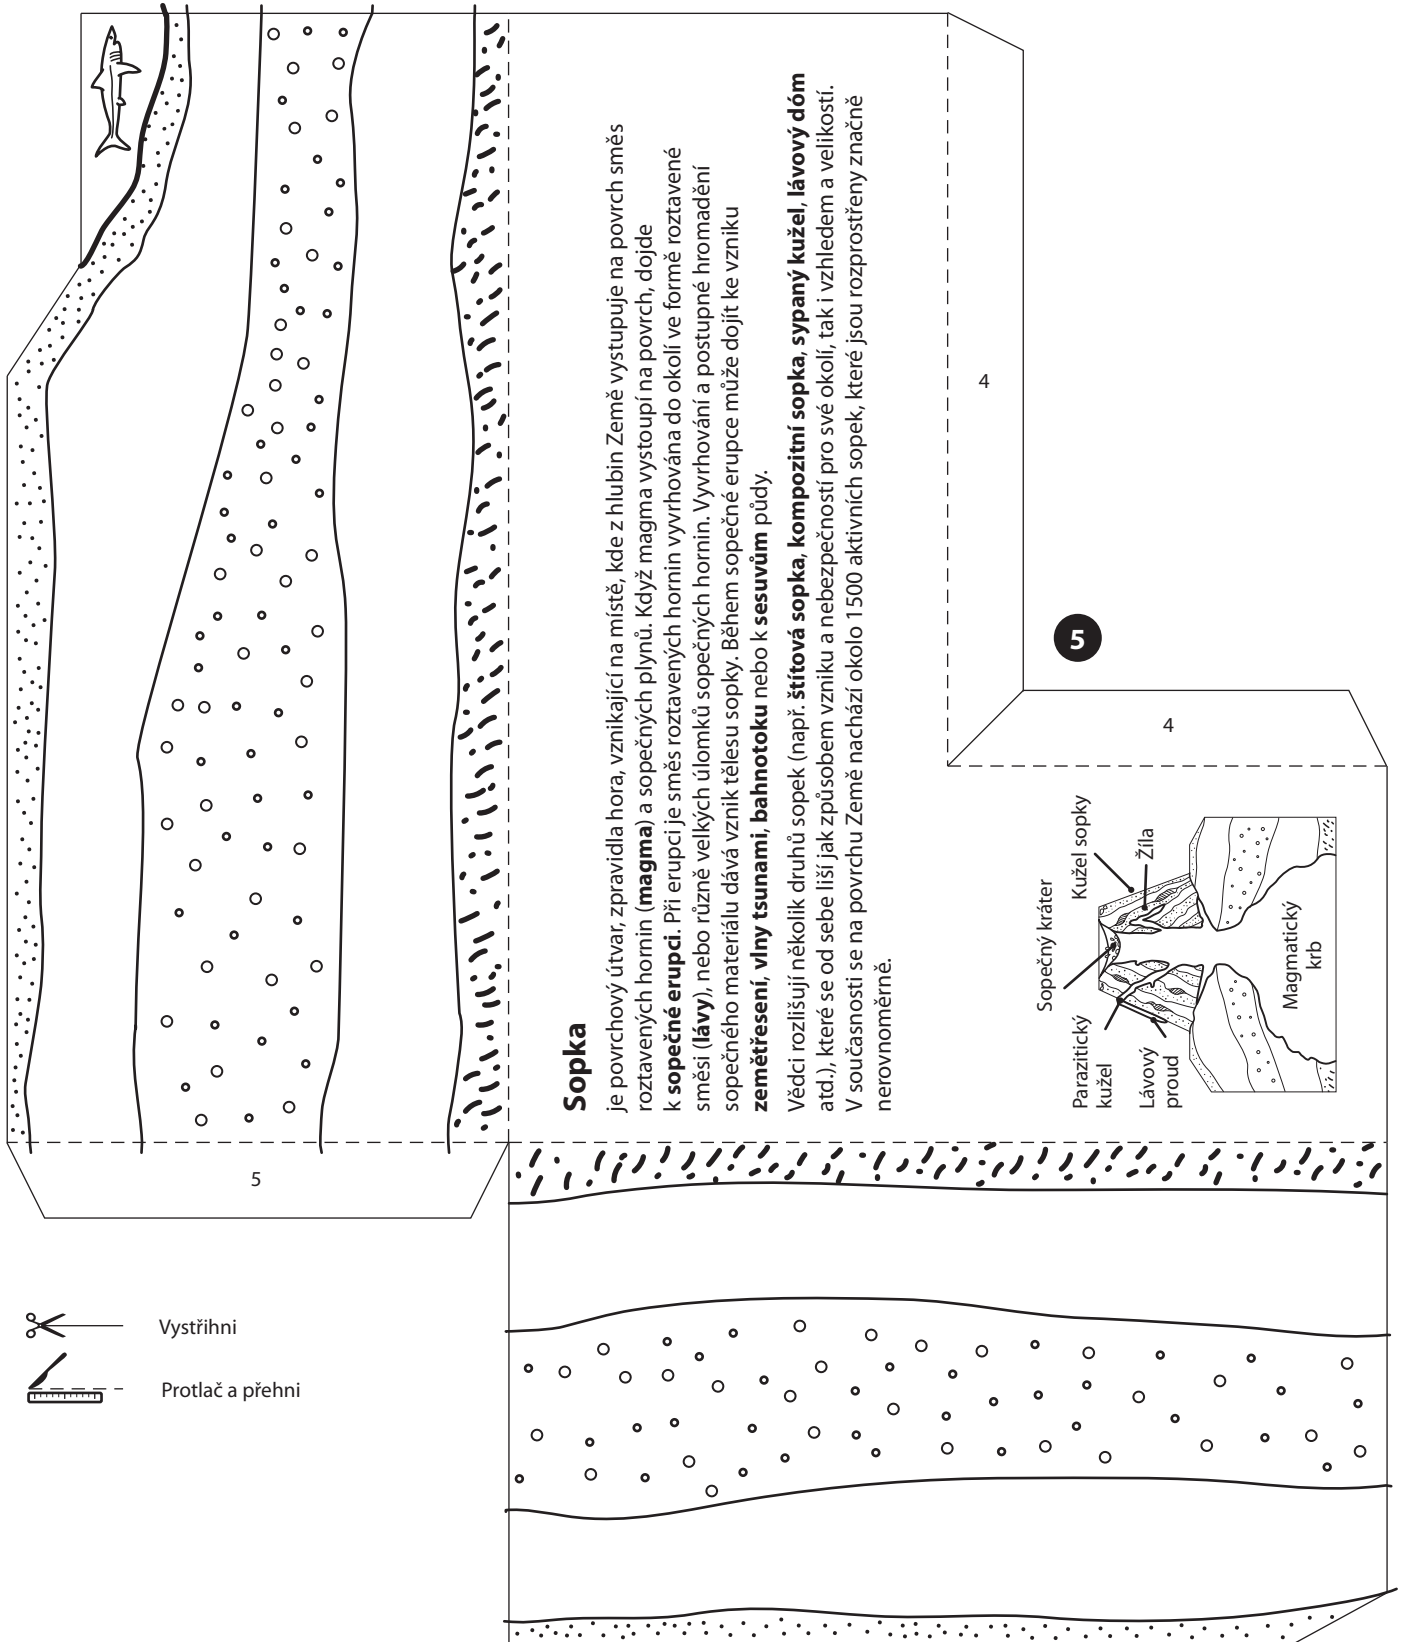 Sopka
je povrchový útvar, zpravidla hora, vznikající na místě, kde z hlubin Země vystupuje na povrch směs
roztavených hornin (magma) a sopečných plynů. Když magma vystoupí na povrch, dojde
k sopečné erupci. Při erupci je směs roztavených hornin vyvrhována do okolí ve formě roztavené
směsi (lávy), nebo různě velkých úlomků sopečných hornin. Vyvrhování a postupné hromadění
sopečného materiálu dává vznik tělesu sopky. Během sopečné erupce může dojít ke vzniku
zemětřesení, vlny tsunami, bahnotoku nebo k sesuvům půdy.
Vědci rozlišují několik druhů sopek (např. štítová sopka, kompozitní sopka, sypaný kužel, lávový dóm
atd.), které se od sebe liší jak způsobem vzniku a nebezpečností pro své okolí, tak i vzhledem a velikostí.
V současnosti se na povrchu Země nachází okolo 1500 aktivních sopek, které jsou rozprostřeny značně
nerovnoměrně.
4
5
4
Sopečný kráter
Kužel sopky
Žíla
Parazitický
kužel
Lávový
proud
Magmatický
krb
5
Vystřihni
Protlač a přehni